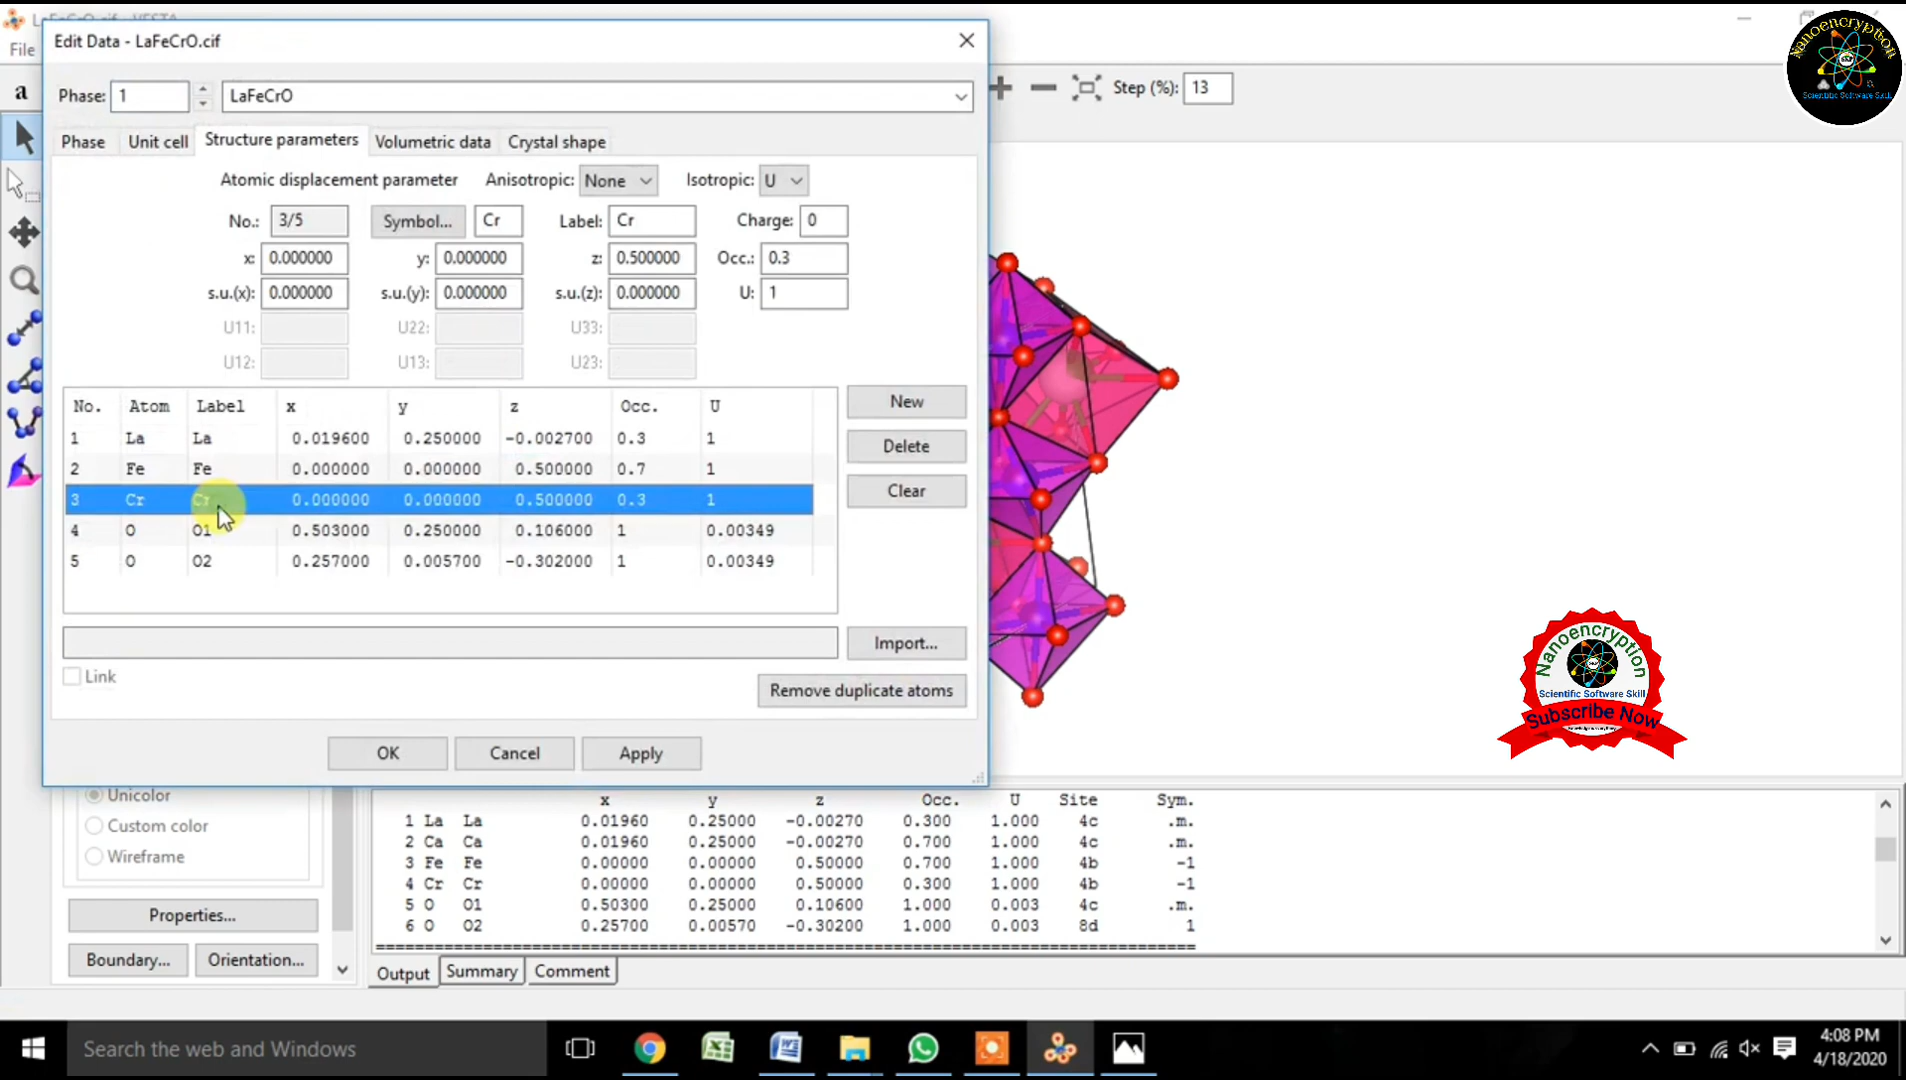 Edit Data - LaFeCrO.cif
Phase: 1 LaFeCrO
Phase Unit cell Structure parameters Volumetric data Crystal shape
Atomic displacement parameter Anisotropic: None Isotropic: U
No.: 3/5 Symbol... Cr Label: Cr Charge: 0
x: 0.000000 y: 0.000000 z: 0.500000 Occ.: 0.3
s.u.(x): 0.000000 s.u.(y): 0.000000 s.u.(z): 0.000000 U: 1
U11: U22: U33:
U12: U13: U23:
No. Atom Label x y z Occ. U
1 La La 0.019600 0.250000 -0.002700 0.3 1
2 Fe Fe 0.000000 0.000000 0.500000 0.7 1
3 Cr Cr 0.000000 0.000000 0.500000 0.3 1
4 O O1 0.503000 0.250000 0.106000 1 0.00349
5 O O2 0.257000 0.005700 -0.302000 1 0.00349
New
Delete
Clear
Import...
Link
Remove duplicate atoms
OK Cancel Apply
File
a
Step (%): 13
Nanoencryption
Scientific Software Skill
Nanoencryption
Scientific Software Skill
Subscribe Now
Unicolor
Custom color
Wireframe
Properties...
Boundary... Orientation...
x y z Occ. U Site Sym.
1 La La 0.01960 0.25000 -0.00270 0.300 1.000 4c .m.
2 Ca Ca 0.01960 0.25000 -0.00270 0.700 1.000 4c .m.
3 Fe Fe 0.00000 0.00000 0.50000 0.700 1.000 4b -1
4 Cr Cr 0.00000 0.00000 0.50000 0.300 1.000 4b -1
5 O O1 0.50300 0.25000 0.10600 1.000 0.003 4c .m.
6 O O2 0.25700 0.00570 -0.30200 1.000 0.003 8d 1
Output Summary Comment
Search the web and Windows
4:08 PM
4/18/2020